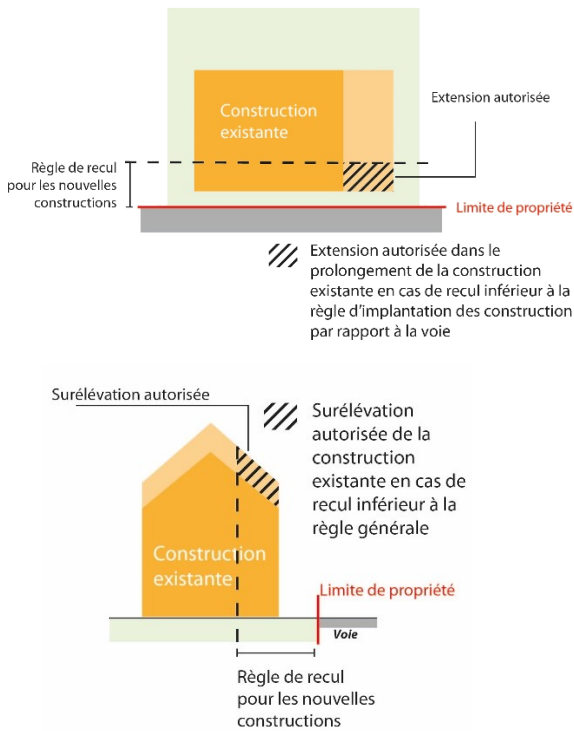 Construction
existante
Extension autorisée
Règle de recul
pour les nouvelles
constructions
Limite de propriété
Extension autorisée dans le
prolongement de la construction
existante en cas de recul inférieur à la
règle d'implantation des construction
par rapport à la voie
Surélévation autorisée
Surélévation
autorisée de la
construction
existante en cas de
recul inférieur à la
règle générale
Construction
existante
Limite de propriété
Voie
Règle de recul
pour les nouvelles
constructions